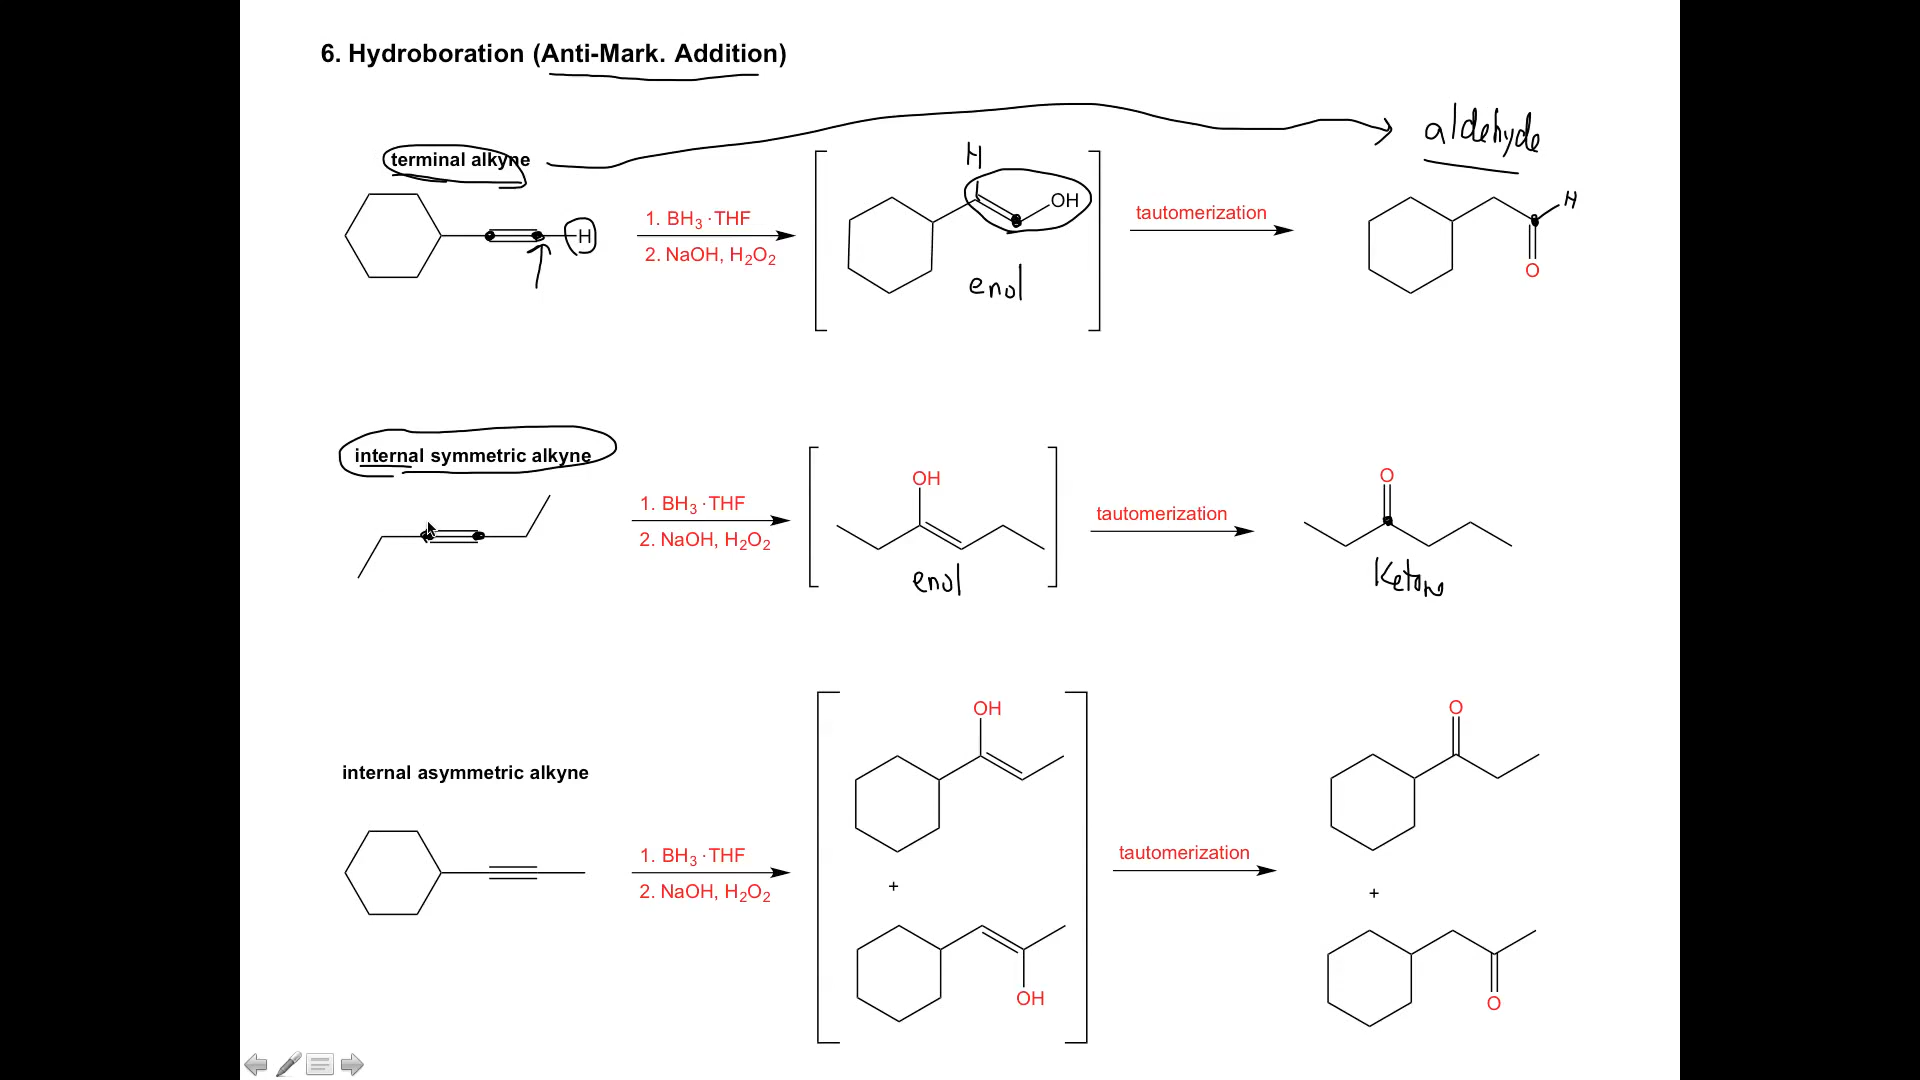 6. Hydroboration (Anti-Mark. Addition)
aldehyde
terminal alkyne
H
H
1. BH₃·THF
2. NaOH, H₂O₂
H
OH
enol
tautomerization
H
O
internal symmetric alkyne
1. BH₃·THF
2. NaOH, H₂O₂
OH
enol
tautomerization
O
Ketone
internal asymmetric alkyne
1. BH₃·THF
2. NaOH, H₂O₂
OH
+
OH
tautomerization
O
+
O